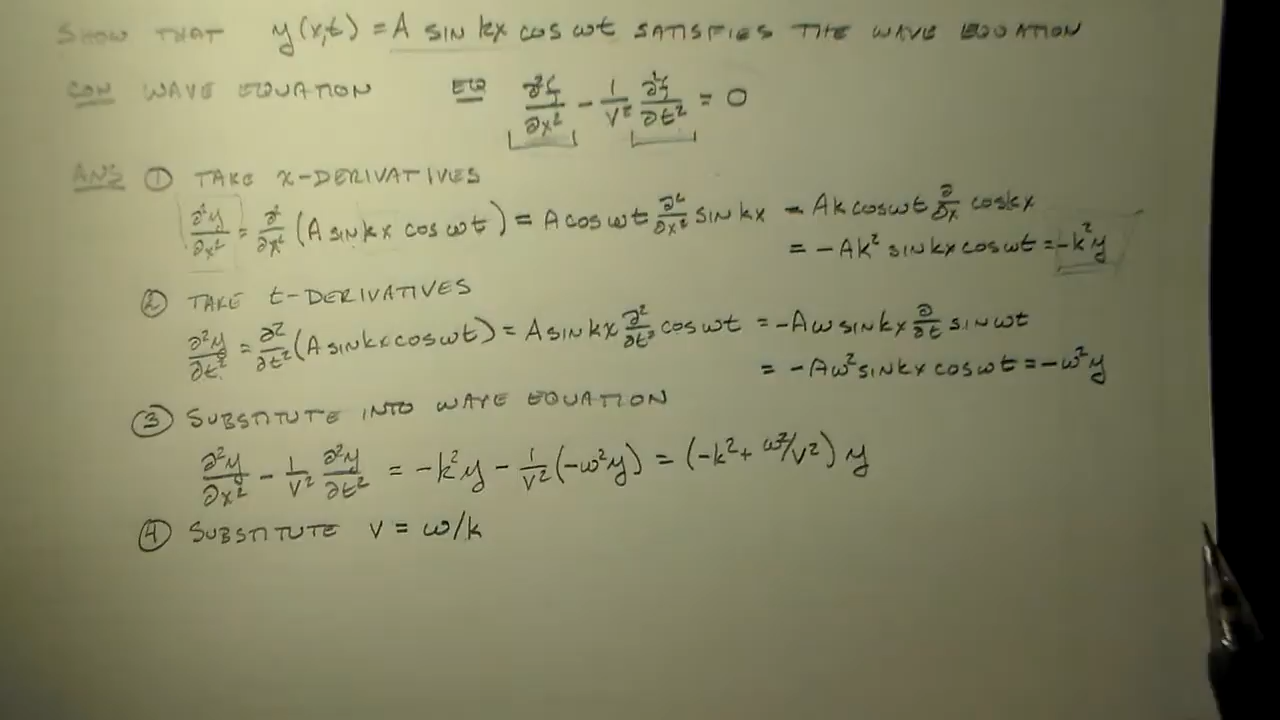 SHOW THAT y(x,t) = A SIN kx COS ωt SATISFIES THE WAVE EQUATION
CON WAVE EQUATION EQ ∂²y/∂x² - 1/V² ∂²y/∂t² = 0
ANS ① TAKE X-DERIVATIVES
∂²y/∂x² = ∂²/∂x² (A sin kx cos ωt) = A cos ωt ∂²/∂x² sin kx = Ak cos ωt ∂/∂x cos kx
= -Ak² sin kx cos ωt = -k²y
② TAKE t-DERIVATIVES
∂²y/∂t² = ∂²/∂t² (A sin kx cos ωt) = A sin kx ∂²/∂t² cos ωt = -Aω sin kx ∂/∂t sin ωt
= -Aω² sin kx cos ωt = -ω²y
③ SUBSTITUTE INTO WAVE EQUATION
∂²y/∂x² - 1/V² ∂²y/∂t² = -k²y - 1/V² (-ω²y) = (-k² + ω²/V²) y
④ SUBSTITUTE V = ω/k